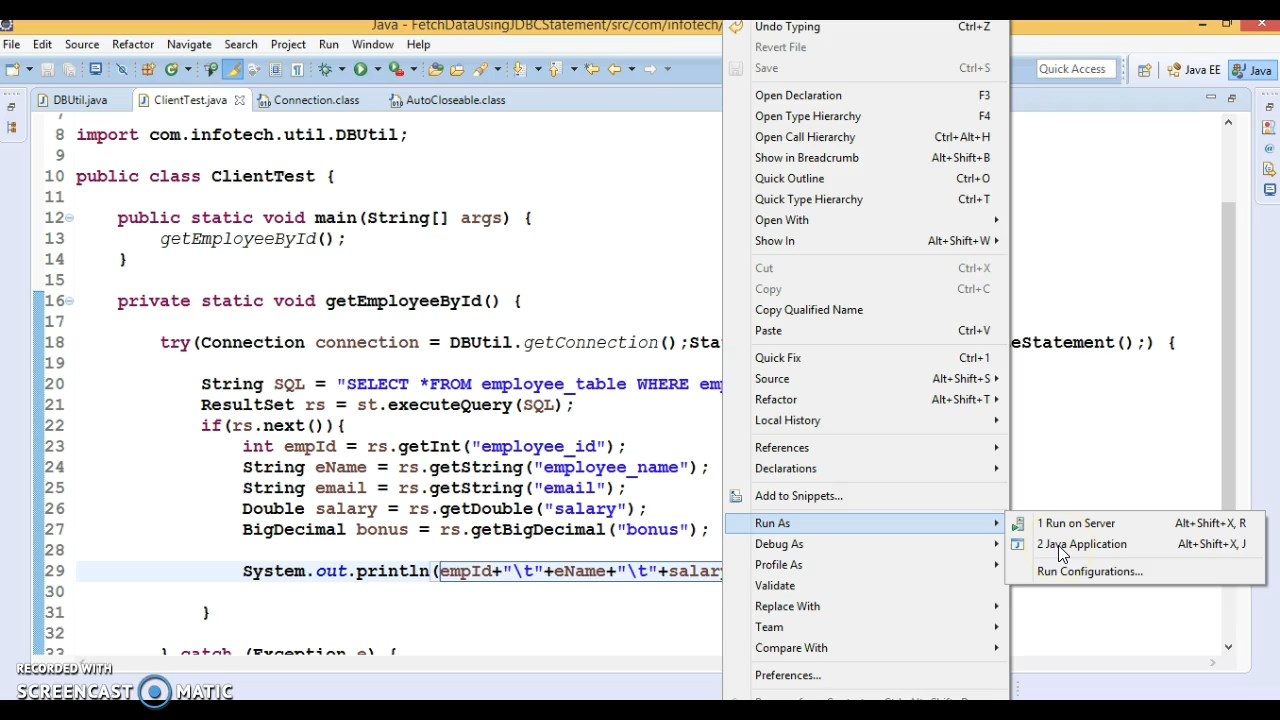 Java - FetchDataUsingJDBCStatement/src/com/infotech/
File Edit Source Refactor Navigate Search Project Run Window Help
Quick Access Java EE Java
DBUtil.java ClientTest.java Connection.class AutoCloseable.class
7
8 import com.infotech.util.DBUtil;
9
10 public class ClientTest {
11
12 public static void main(String[] args) {
13 getEmployeeById();
14 }
15
16 private static void getEmployeeById() {
17
18 try(Connection connection = DBUtil.getConnection();Sta
eStatement();) {
19
20 String SQL = "SELECT *FROM employee_table WHERE emp
21 ResultSet rs = st.executeQuery(SQL);
22 if(rs.next()){
23 int empId = rs.getInt("employee_id");
24 String eName = rs.getString("employee_name");
25 String email = rs.getString("email");
26 Double salary = rs.getDouble("salary");
27 BigDecimal bonus = rs.getBigDecimal("bonus");
28
29 System.out.println(empId+"\t"+eName+"\t"+salary
30
31 }
32
33 } catch (Exception e) {
Undo Typing Ctrl+Z
Revert File
Save Ctrl+S
Open Declaration F3
Open Type Hierarchy F4
Open Call Hierarchy Ctrl+Alt+H
Show in Breadcrumb Alt+Shift+B
Quick Outline Ctrl+O
Quick Type Hierarchy Ctrl+T
Open With
Show In Alt+Shift+W
Cut Ctrl+X
Copy Ctrl+C
Copy Qualified Name
Paste Ctrl+V
Quick Fix Ctrl+1
Source Alt+Shift+S
Refactor Alt+Shift+T
Local History
References
Declarations
Add to Snippets...
Run As
Debug As
Profile As
Validate
Replace With
Team
Compare With
Preferences...
1 Run on Server Alt+Shift+X, R
2 Java Application Alt+Shift+X, J
Run Configurations...
RECORDED WITH
SCREENCAST MATIC